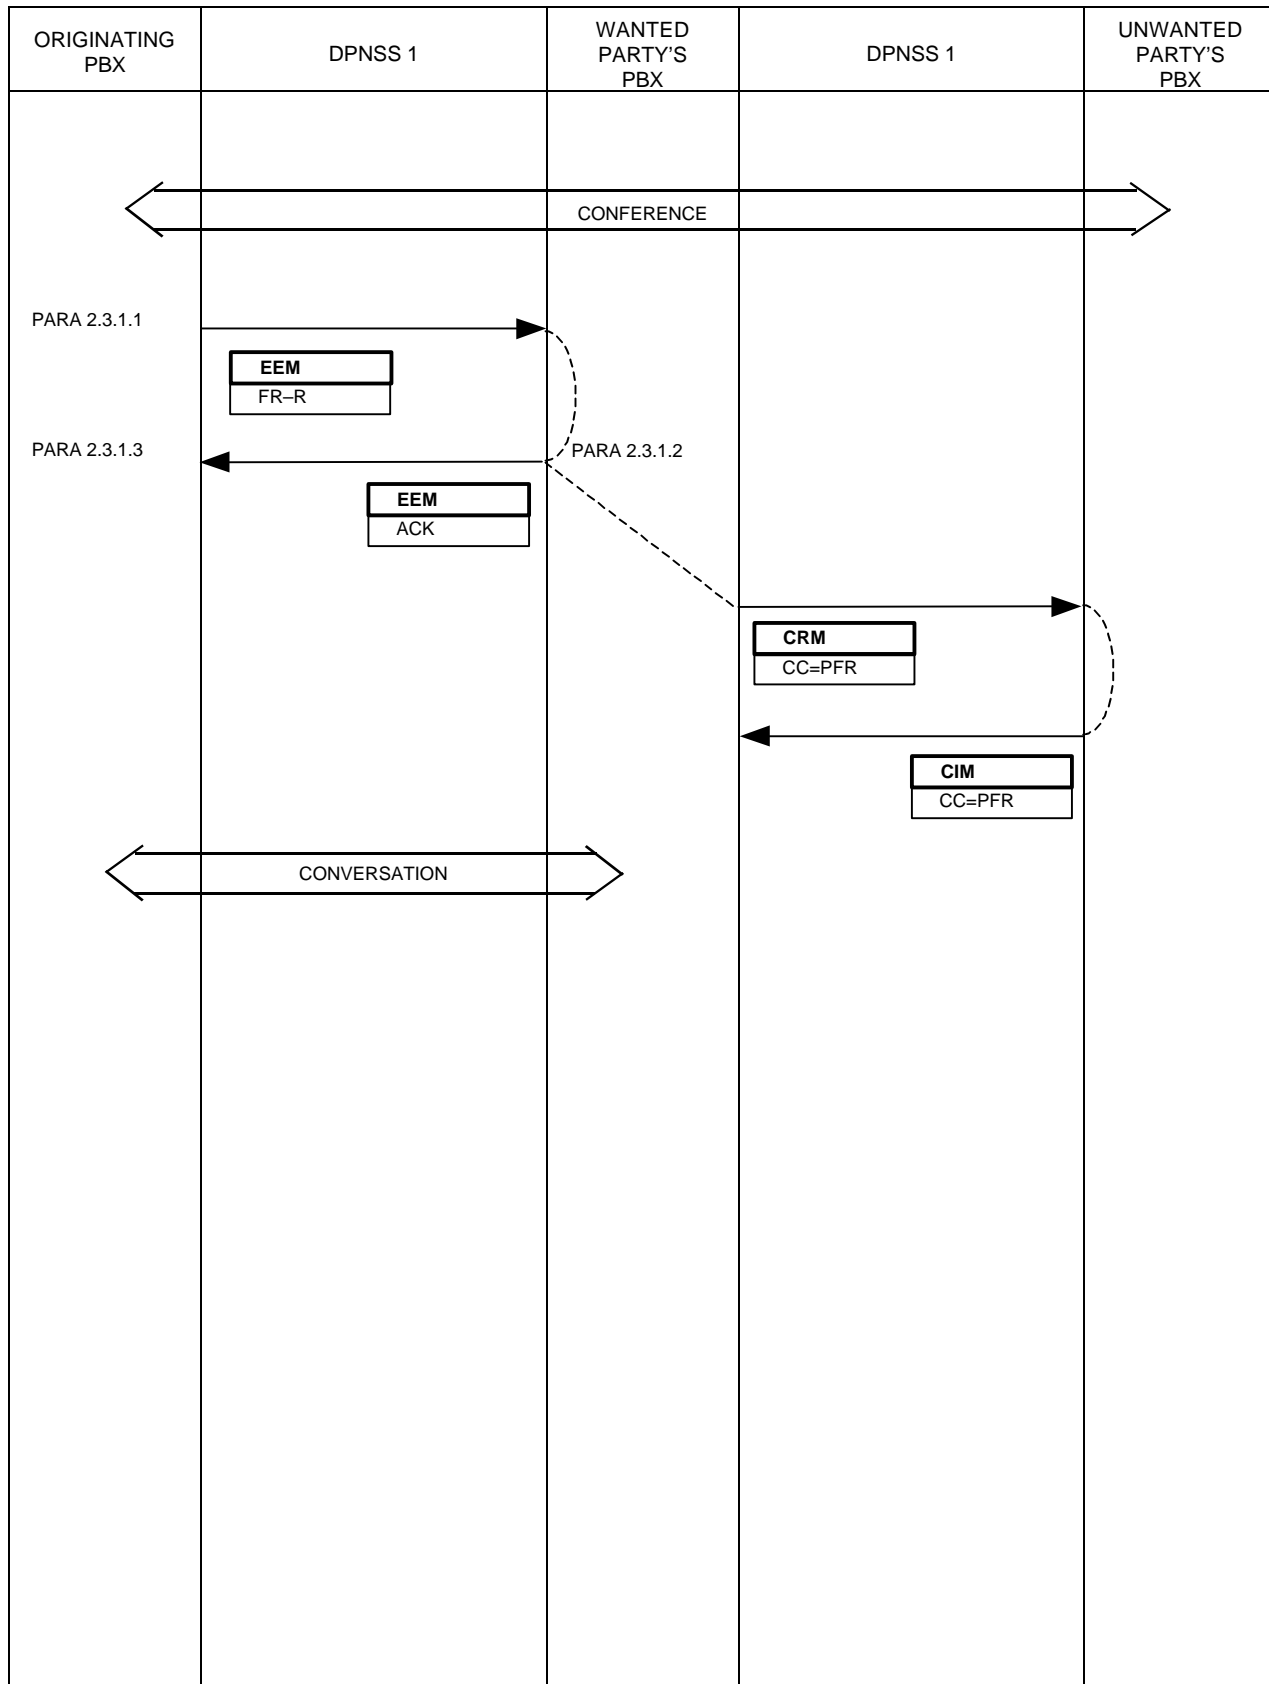 ORIGINATING
PBX
DPNSS 1
WANTED
PARTY'S
PBX
DPNSS 1
UNWANTED
PARTY'S
PBX
CONFERENCE
PARA 2.3.1.1
EEM
FR–R
PARA 2.3.1.3
PARA 2.3.1.2
EEM
ACK
CRM
CC=PFR
CIM
CC=PFR
CONVERSATION